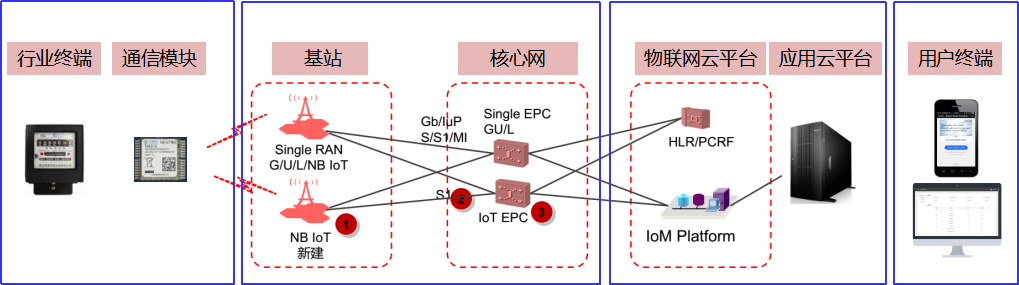 行业终端
通信模块
基站
核心网
物联网云平台
应用云平台
用户终端
Gb/IuP
S/S1/MI
Single EPC
GU/L
Single RAN
G/U/L/NB IoT
HLR/PCRF
S1
2
IoT EPC
3
1
NB IoT
新建
IoM Platform